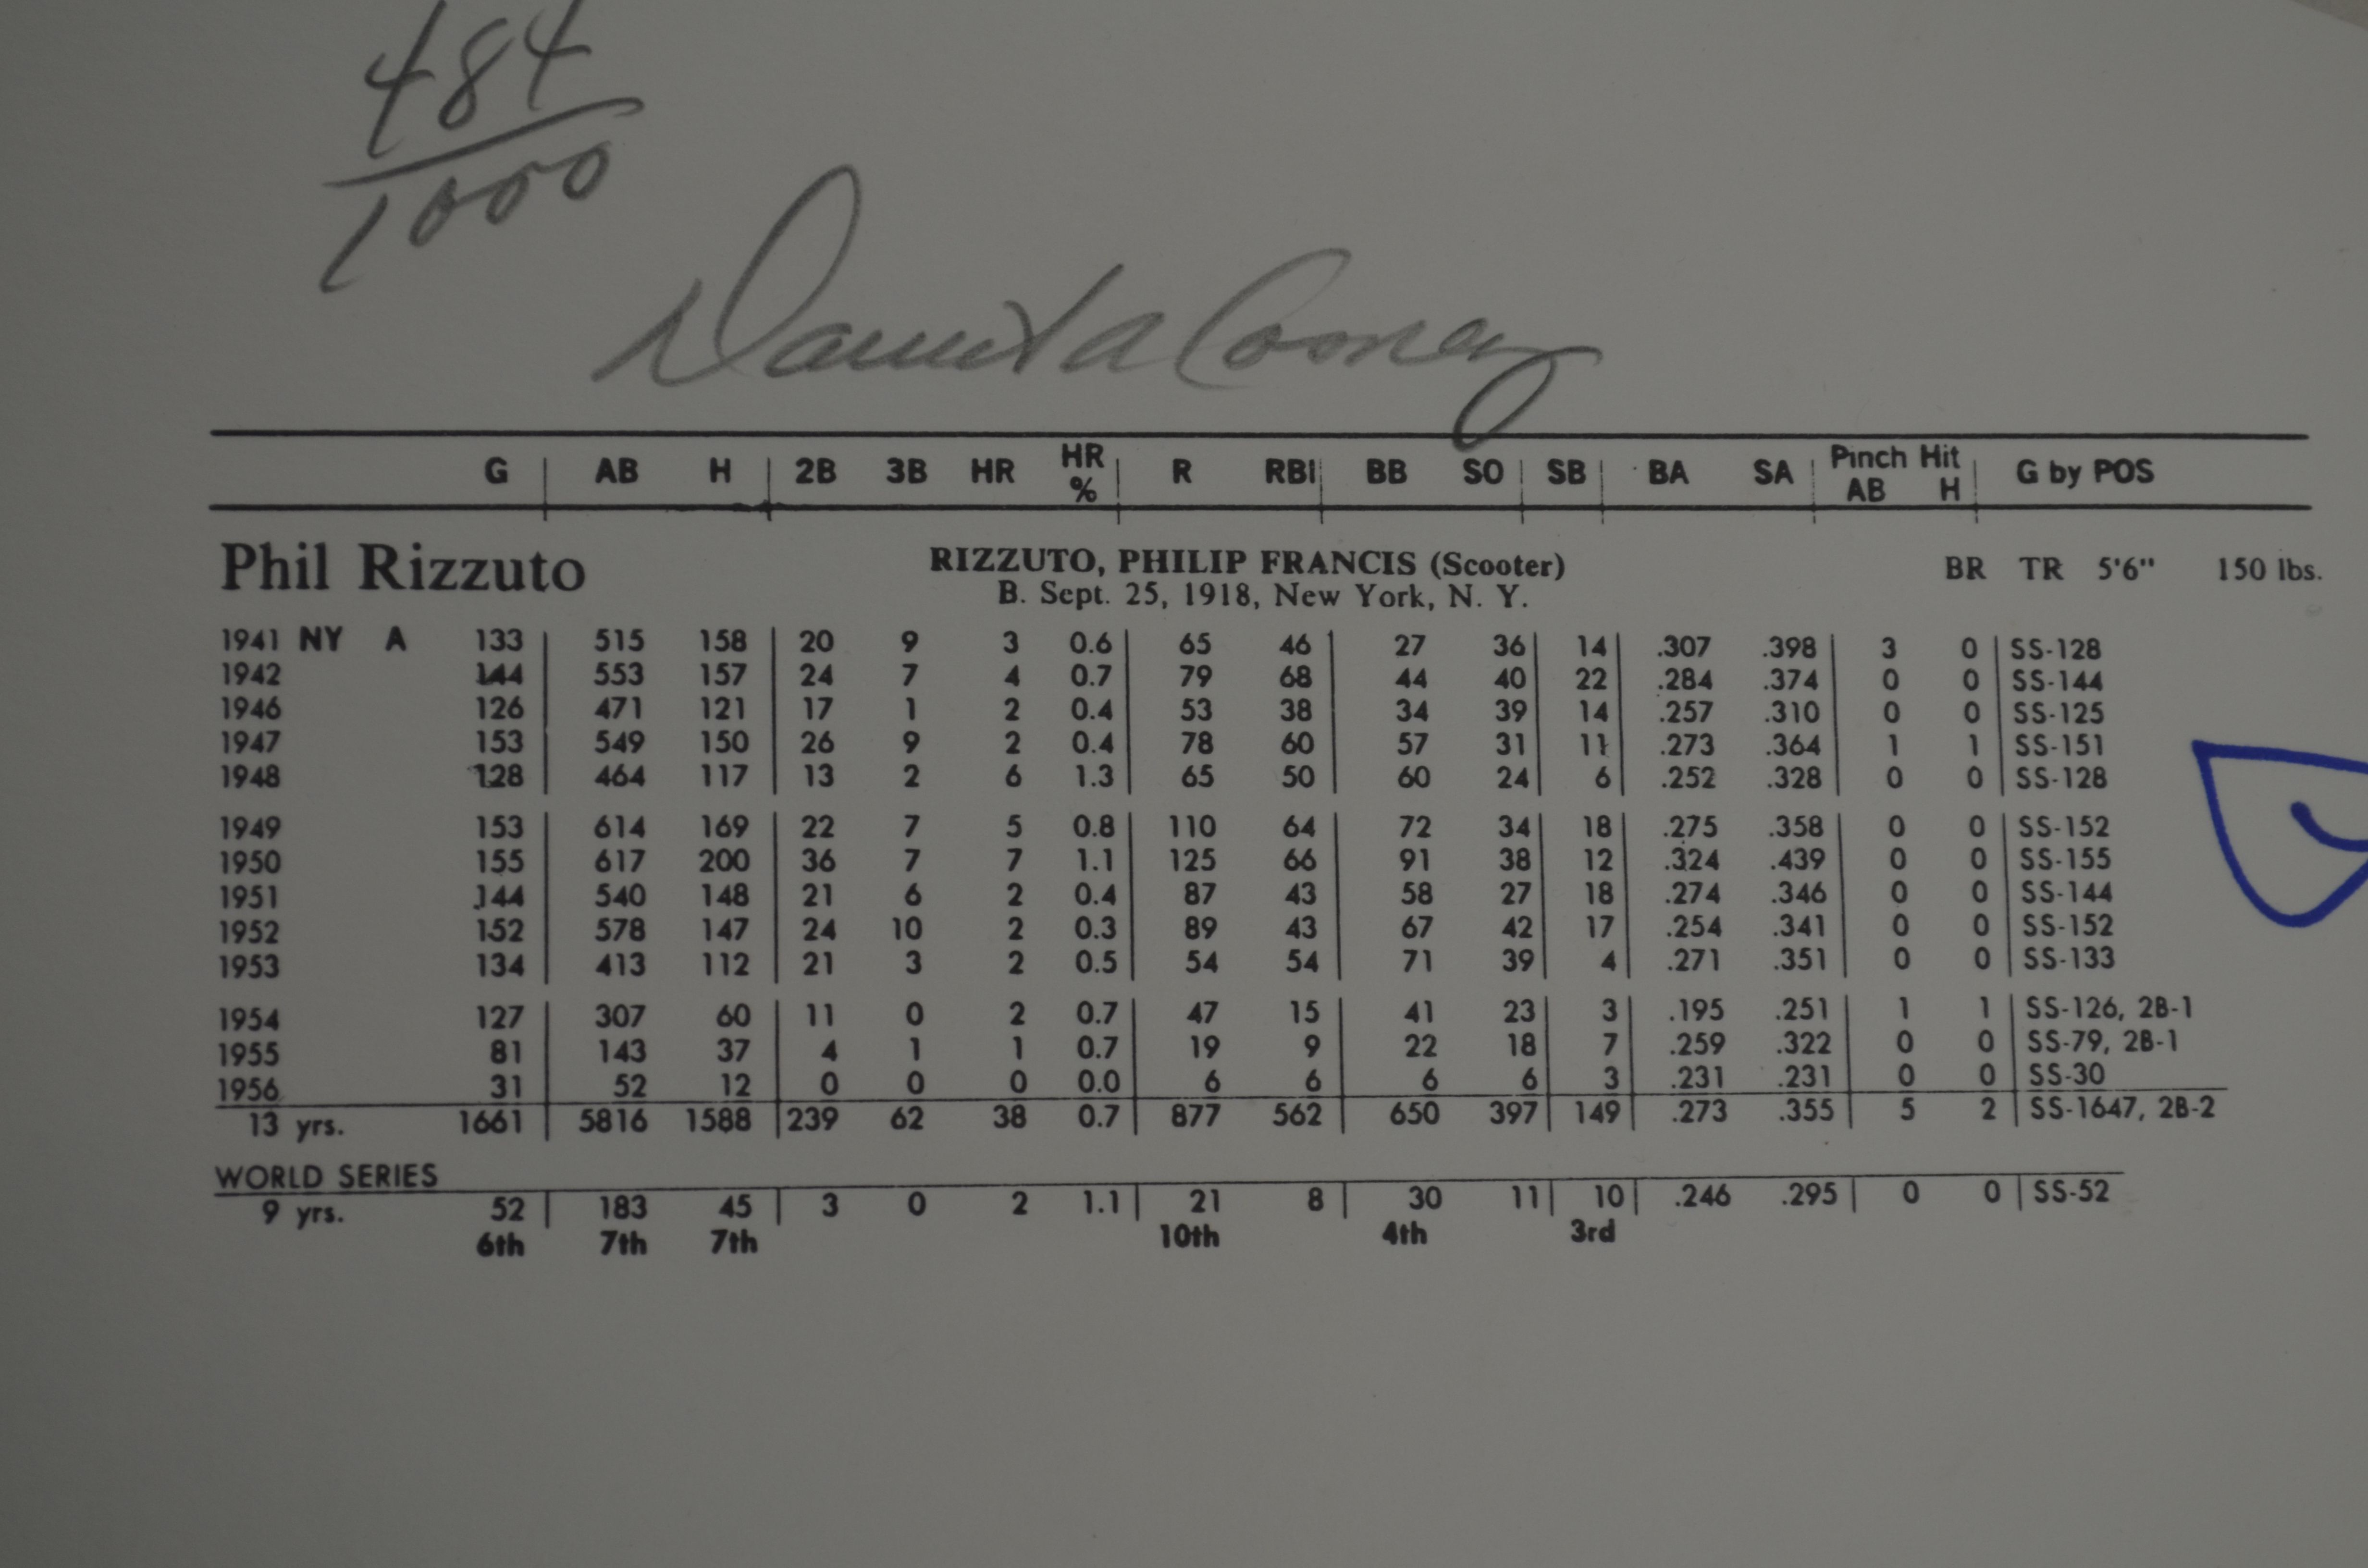 484
1000
G AB H 2B 3B HR HR % R RBI BB SO SB BA SA Pinch Hit AB H G by POS
Phil Rizzuto RIZZUTO, PHILIP FRANCIS (Scooter) BR TR 5'6" 150 lbs.
B. Sept. 25, 1918, New York, N. Y.
1941 NY A 133 515 158 20 9 3 0.6 65 46 27 36 14 .307 .398 3 0 SS-128
1942 144 553 157 24 7 4 0.7 79 68 44 40 22 .284 .374 0 0 SS-144
1946 126 471 121 17 1 2 0.4 53 38 34 39 14 .257 .310 0 0 SS-125
1947 153 549 150 26 9 2 0.4 78 60 57 31 11 .273 .364 1 1 SS-151
1948 128 464 117 13 2 6 1.3 65 50 60 24 6 .252 .328 0 0 SS-128
1949 153 614 169 22 7 5 0.8 110 64 72 34 18 .275 .358 0 0 SS-152
1950 155 617 200 36 7 7 1.1 125 66 91 38 12 .324 .439 0 0 SS-155
1951 144 540 148 21 6 2 0.4 87 43 58 27 18 .274 .346 0 0 SS-144
1952 152 578 147 24 10 2 0.3 89 43 67 42 17 .254 .341 0 0 SS-152
1953 134 413 112 21 3 2 0.5 54 54 71 39 4 .271 .351 0 0 SS-133
1954 127 307 60 11 0 2 0.7 47 15 41 23 3 .195 .251 1 1 SS-126, 2B-1
1955 81 143 37 4 1 1 0.7 19 9 22 18 7 .259 .322 0 0 SS-79, 2B-1
1956 31 52 12 0 0 0 0.0 6 6 6 6 3 .231 .231 0 0 SS-30
13 yrs. 1661 5816 1588 239 62 38 0.7 877 562 650 397 149 .273 .355 5 2 SS-1647, 2B-2
WORLD SERIES
9 yrs. 52 183 45 3 0 2 1.1 21 8 30 11 10 .246 .295 0 0 SS-52
6th 7th 7th 10th 4th 3rd